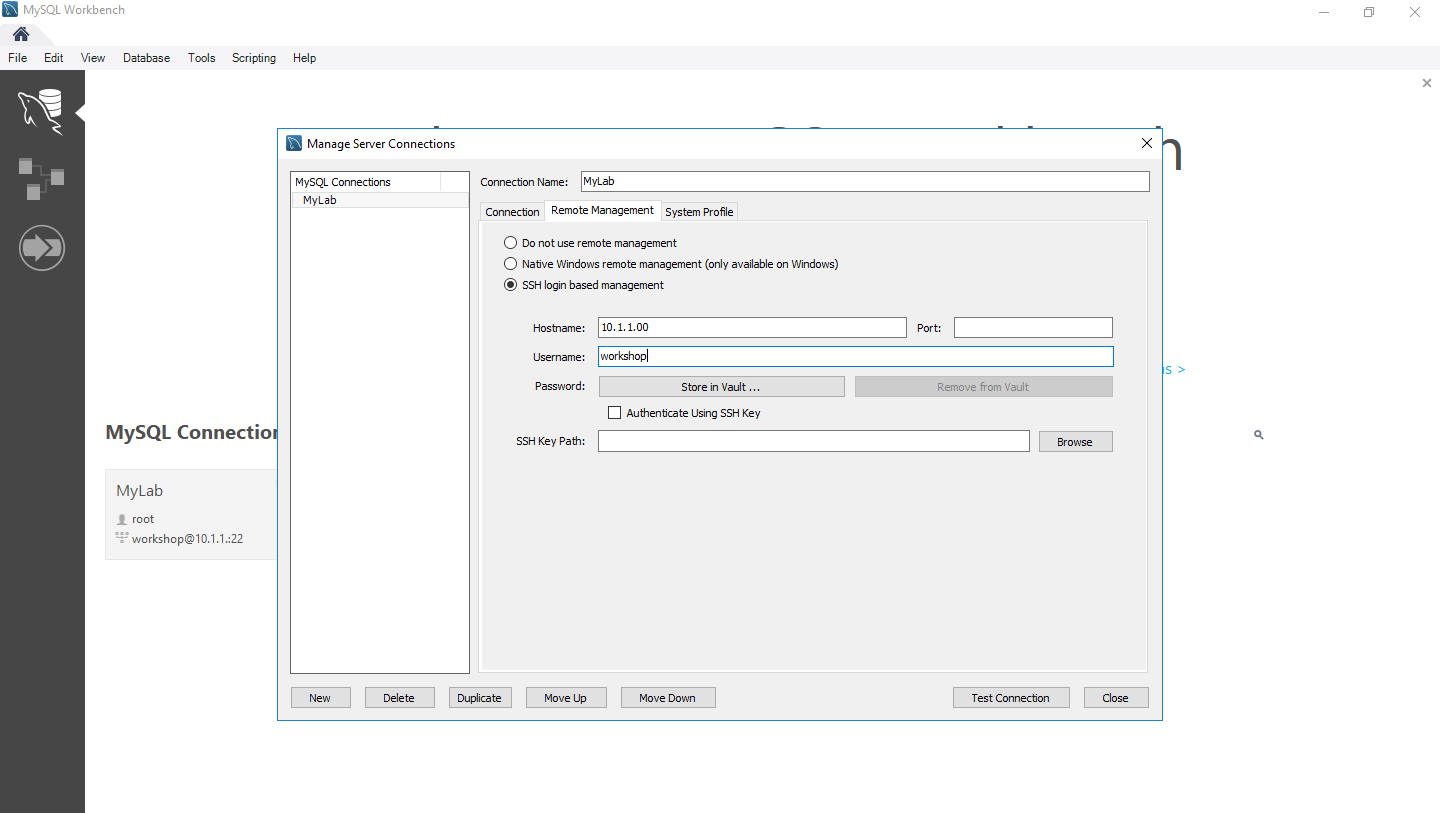 MySQL Workbench
File Edit View Database Tools Scripting Help
Manage Server Connections
MySQL Connections
MyLab
Connection Name: MyLab
Connection Remote Management System Profile
Do not use remote management
Native Windows remote management (only available on Windows)
SSH login based management
Hostname: 10.1.1.00 Port:
Username: workshop
Password: Store in Vault ... Remove from Vault
Authenticate Using SSH Key
SSH Key Path: Browse
New Delete Duplicate Move Up Move Down Test Connection Close
s >
MySQL Connection
MyLab
root
workshop@10.1.1.:22